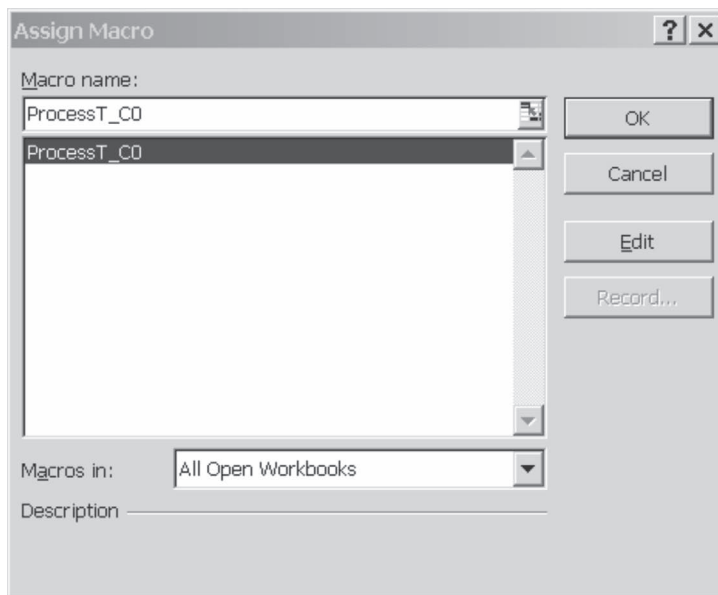 Assign Macro
?
×
Macro name:
ProcessT_C0
OK
ProcessT_C0
Cancel
Edit
Record...
Macros in:
All Open Workbooks
Description